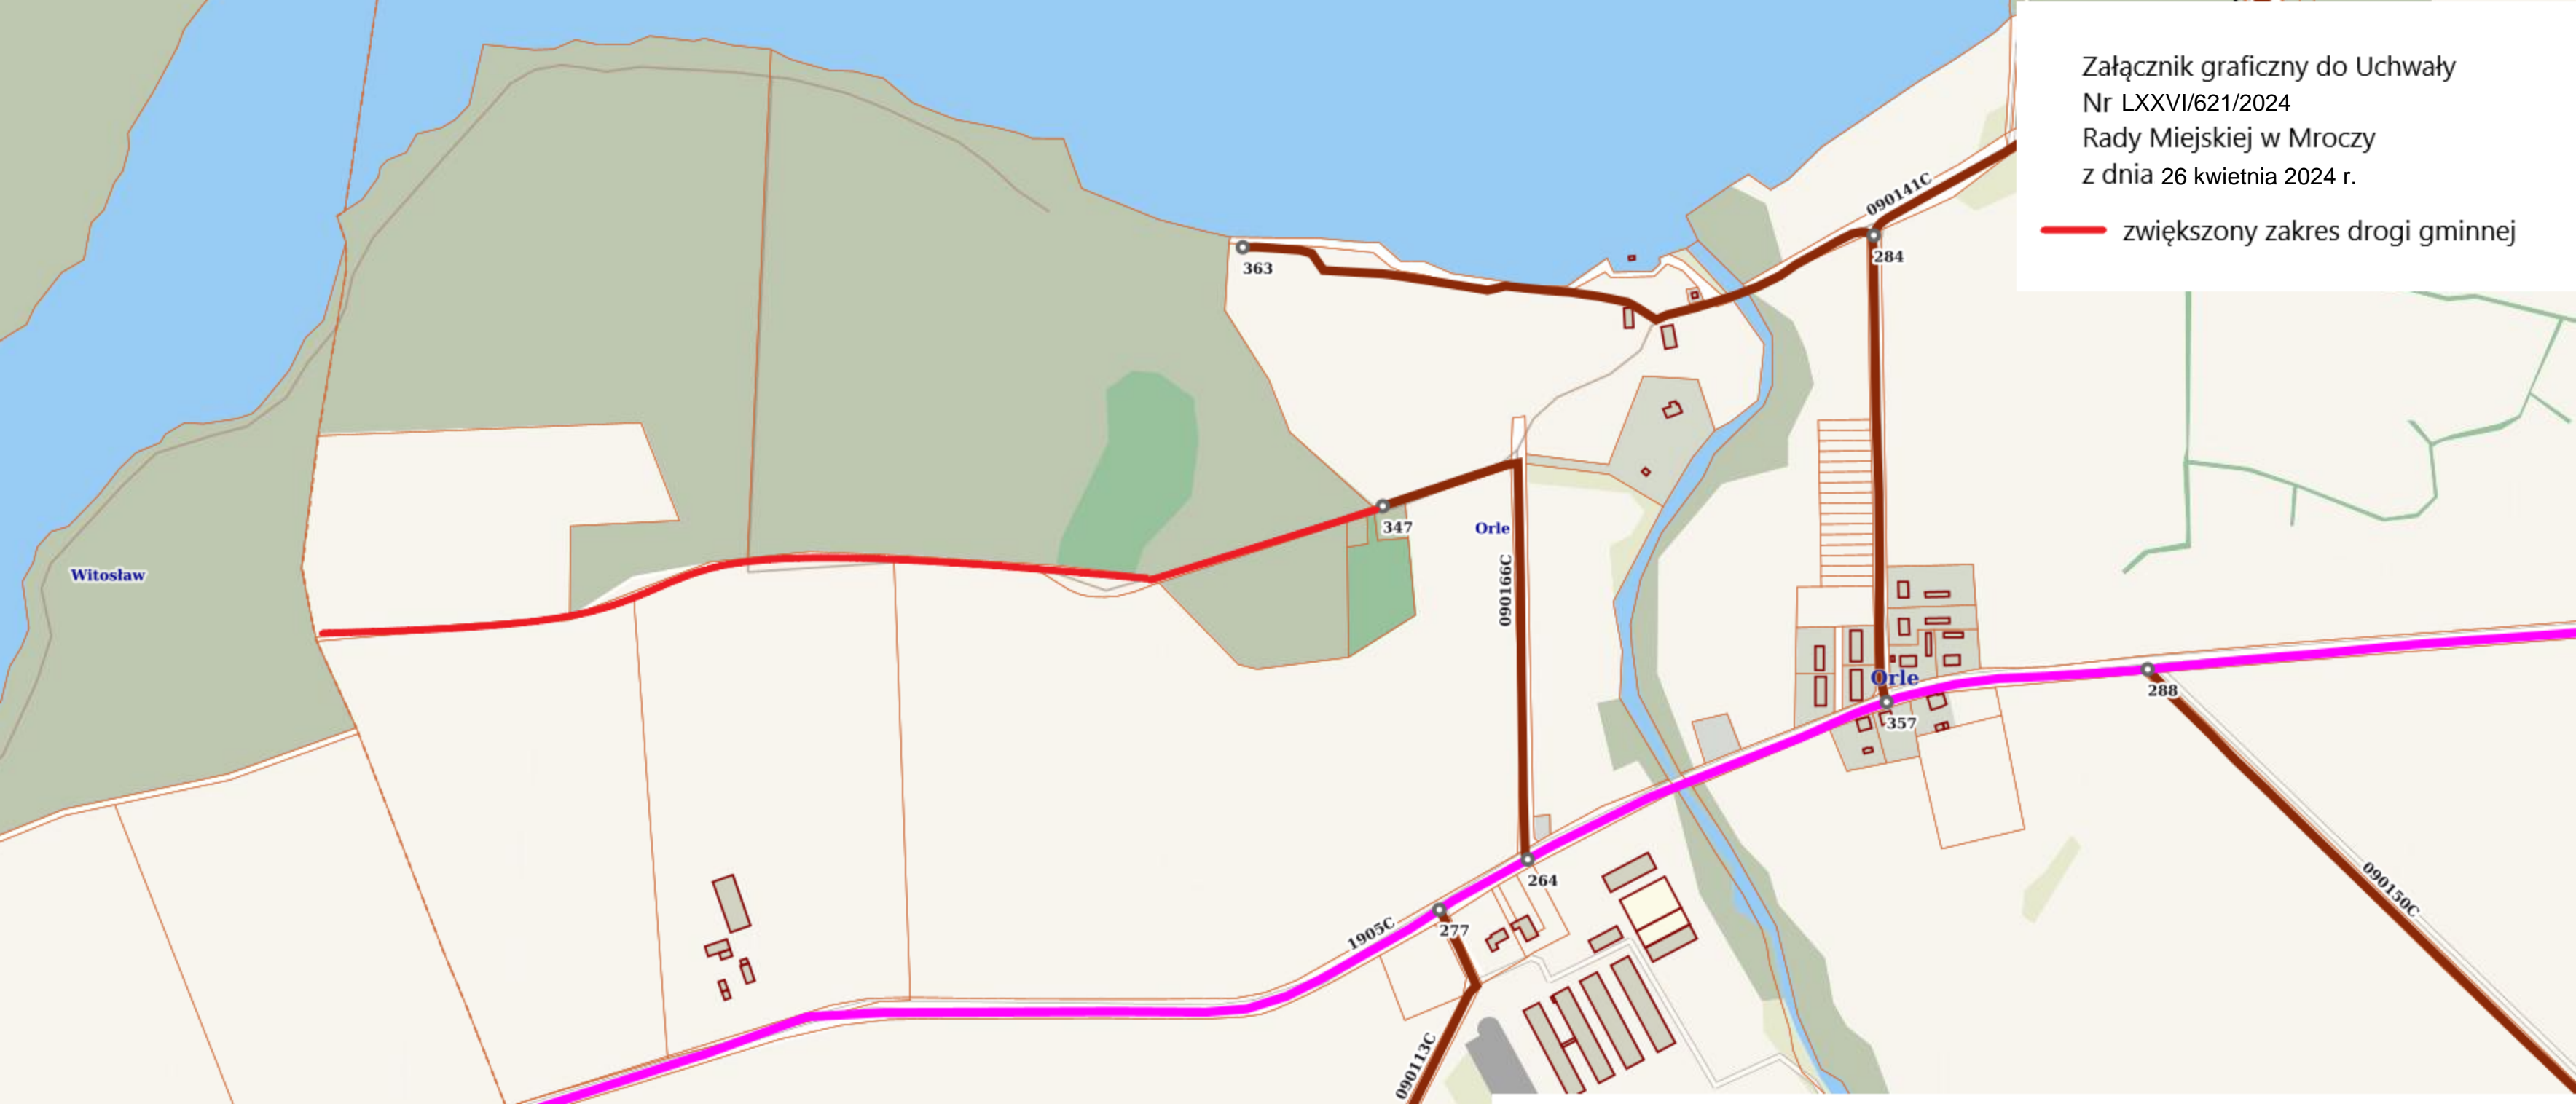 Załącznik graficzny do Uchwały
Nr LXXVI/621/2024
Rady Miejskiej w Mroczy
z dnia 26 kwietnia 2024 r.
zwiększony zakres drogi gminnej
090141C
284
363
347
Orle
090166C
Witosław
Orle
357
288
264
1905C
277
090150C
090113C